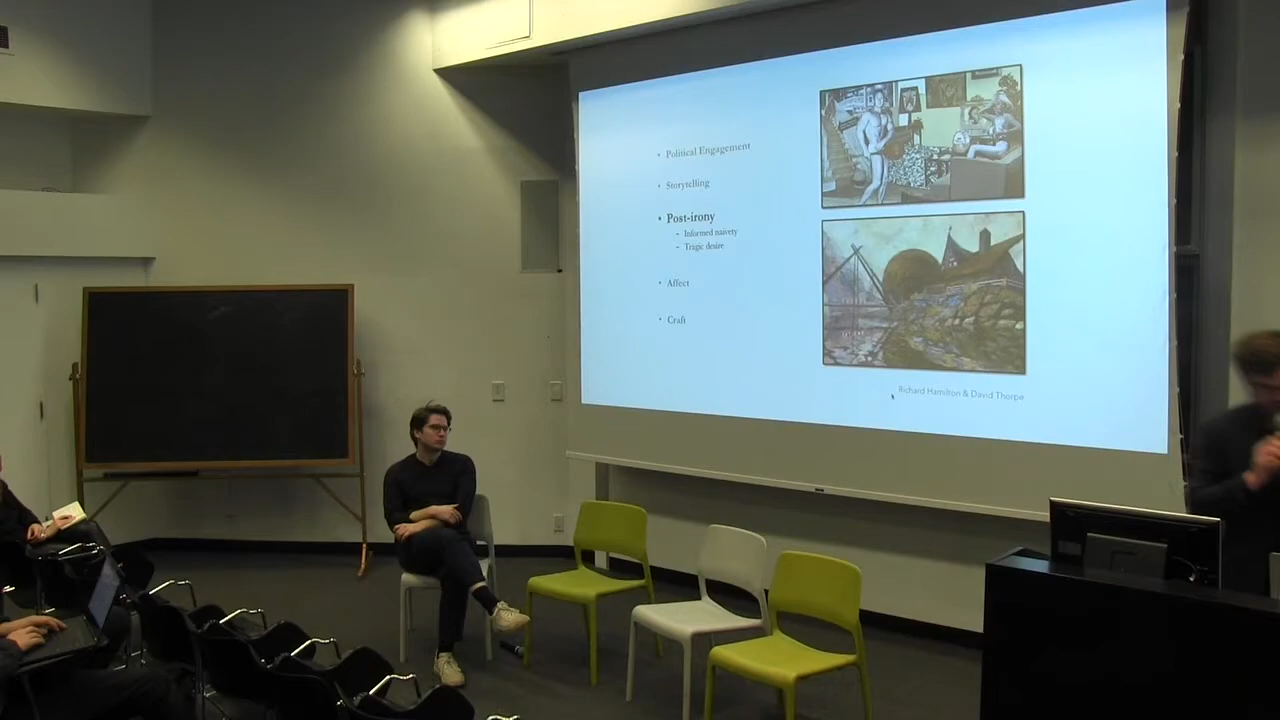 • Political Engagement
• Storytelling
• Post-irony
- Informed naivety
- Tragic desire
• Affect
• Craft
Richard Hamilton & David Thorpe